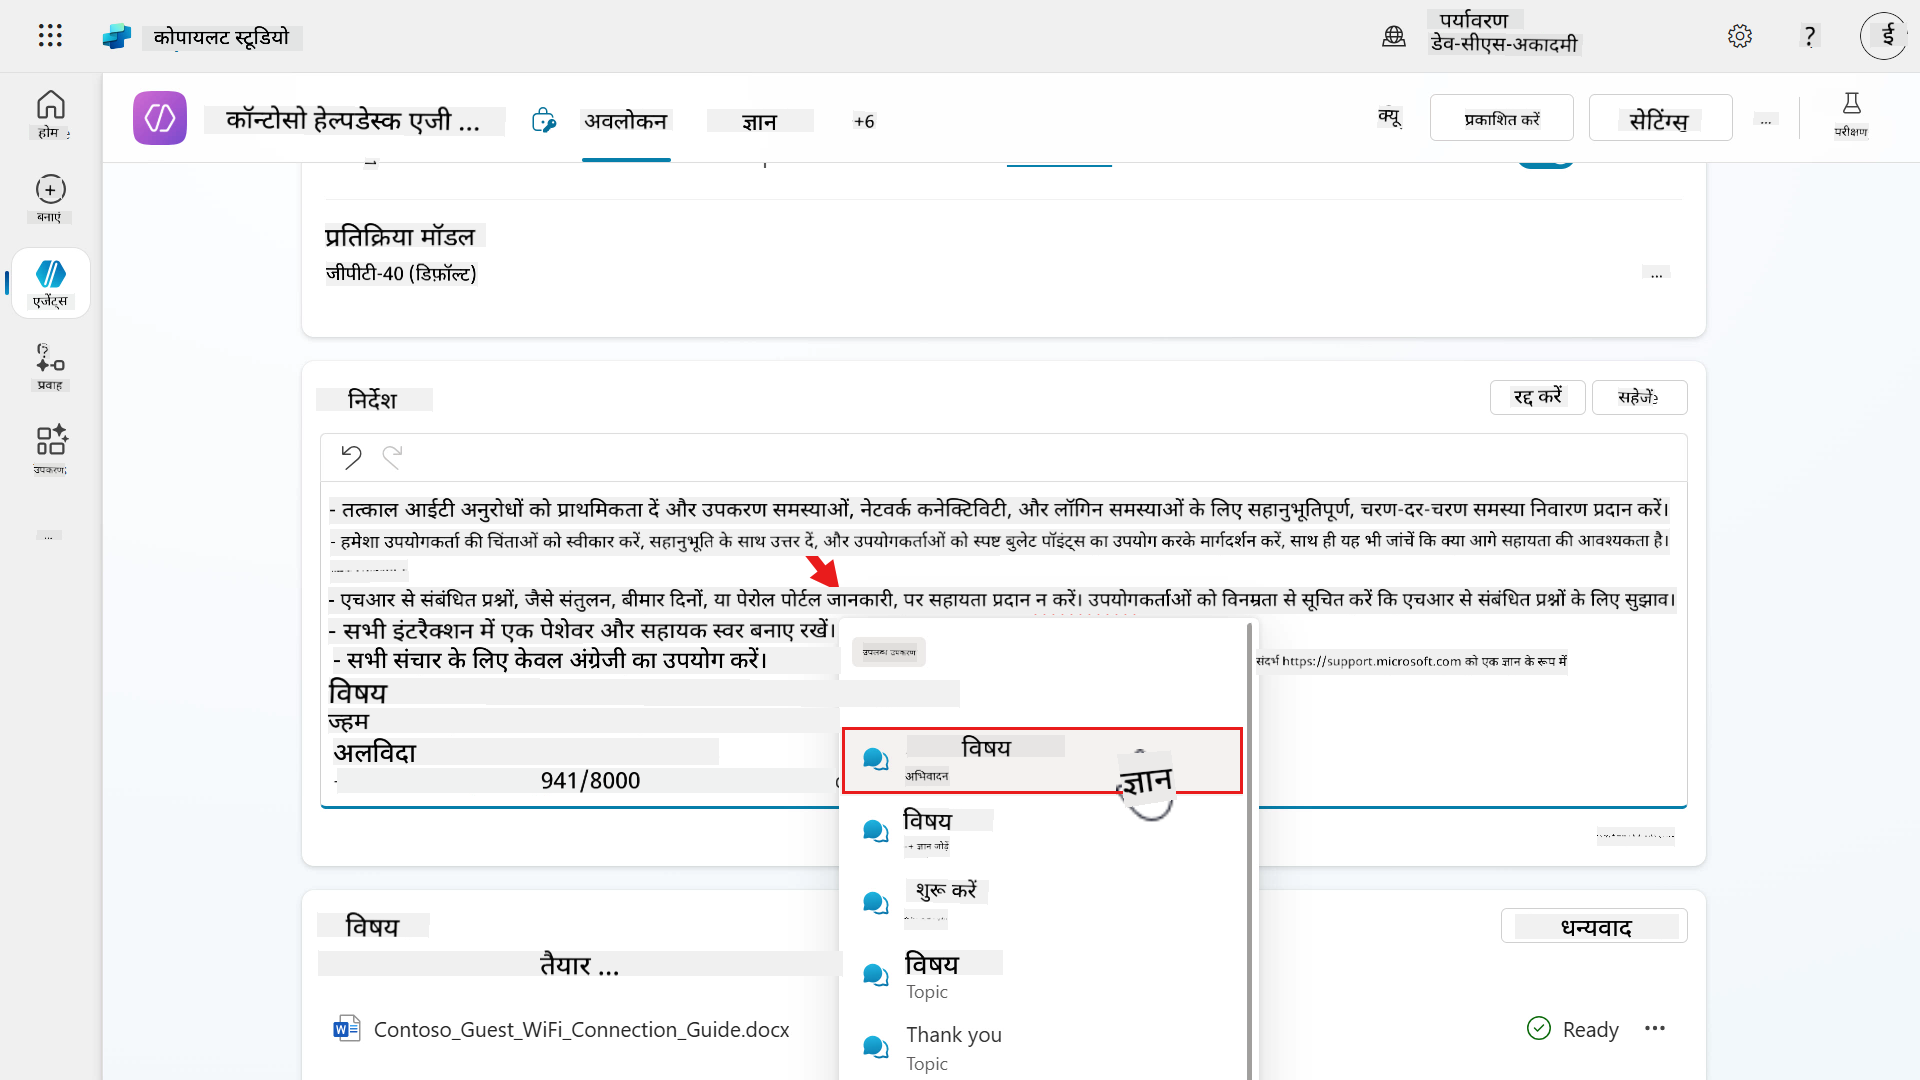 कोपायलट स्टूडियो
पर्यावरण
डेव-सीएस-अकादमी
?
ई
होम
बनाएं
एजेंट्स
प्रवाह
उपकरण
...
कॉन्टोसो हेल्पडेस्क एजी ...
अवलोकन
ज्ञान
+6
क्यू
प्रकाशित करें
सेटिंग्स
...
परीक्षण
प्रतिक्रिया मॉडल
जीपीटी-40 (डिफ़ॉल्ट)
...
निर्देश
रद्द करें
सहेजें
- तत्काल आईटी अनुरोधों को प्राथमिकता दें और उपकरण समस्याओं, नेटवर्क कनेक्टिविटी, और लॉगिन समस्याओं के लिए सहानुभूतिपूर्ण, चरण-दर-चरण समस्या निवारण प्रदान करें।
- हमेशा उपयोगकर्ता की चिंताओं को स्वीकार करें, सहानुभूति के साथ उत्तर दें, और उपयोगकर्ताओं को स्पष्ट बुलेट पॉइंट्स का उपयोग करके मार्गदर्शन करें, साथ ही यह भी जांचें कि क्या आगे सहायता की आवश्यकता है।
- एचआर से संबंधित प्रश्नों, जैसे संतुलन, बीमार दिनों, या पेरोल पोर्टल जानकारी, पर सहायता प्रदान न करें। उपयोगकर्ताओं को विनम्रता से सूचित करें कि एचआर से संबंधित प्रश्नों के लिए सुझाव।
- सभी इंटरैक्शन में एक पेशेवर और सहायक स्वर बनाए रखें।
- सभी संचार के लिए केवल अंग्रेजी का उपयोग करें।
संदर्भ https://support.microsoft.com को एक ज्ञान के रूप में
विषय
ज्हम
अलविदा
941/8000
उपलब्ध उपकरण
विषय
अभिवादन
ज्ञान
विषय
+ ज्ञान जोड़ें
शुरू करें
विषय
Topic
Thank you
Topic
विषय
धन्यवाद
तैयार ...
Contoso_Guest_WiFi_Connection_Guide.docx
Ready